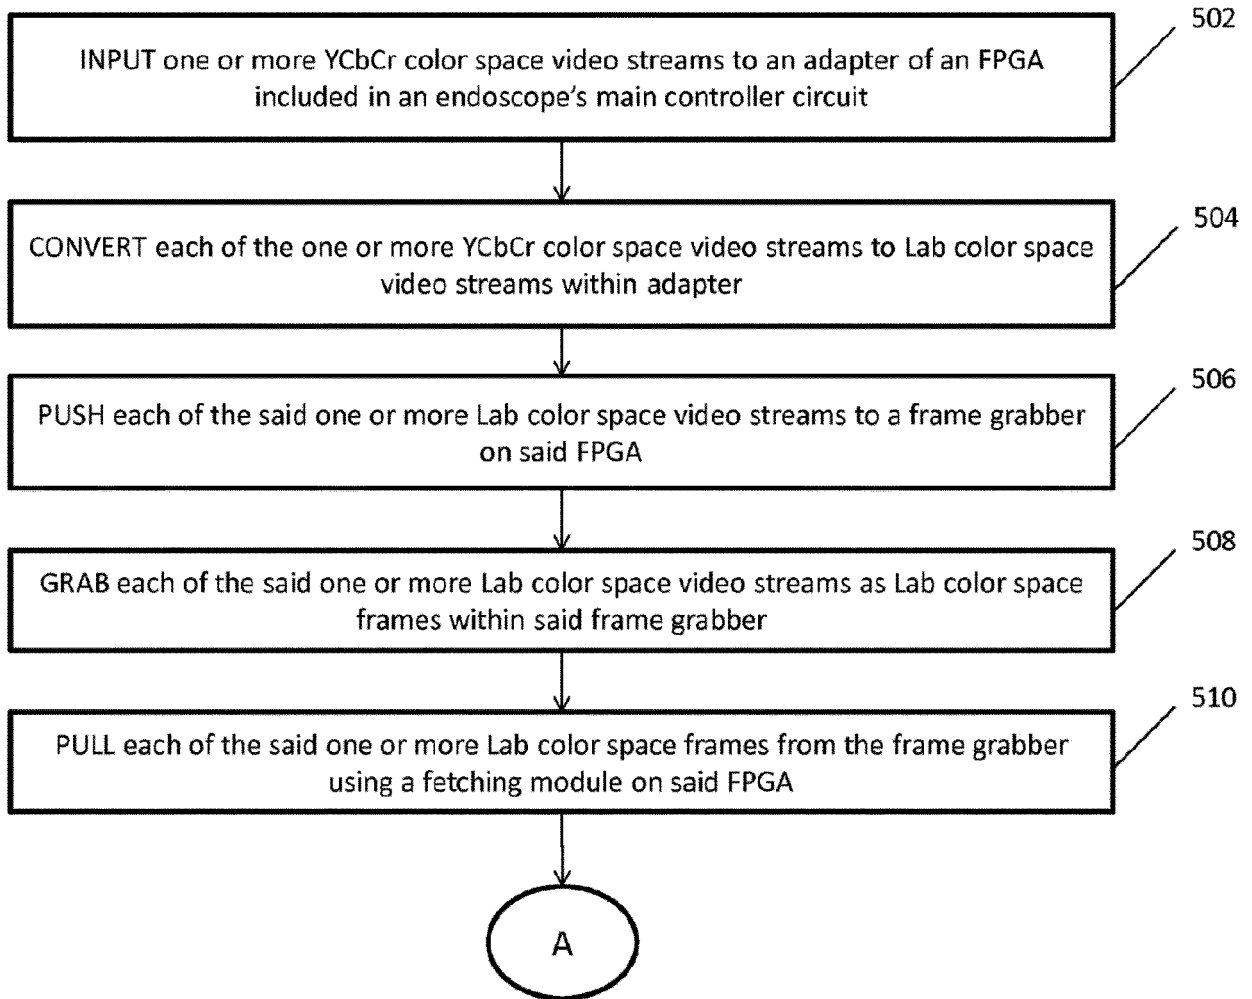 502
INPUT one or more YCbCr color space video streams to an adapter of an FPGA
included in an endoscope's main controller circuit
504
CONVERT each of the one or more YCbCr color space video streams to Lab color space
video streams within adapter
506
PUSH each of the said one or more Lab color space video streams to a frame grabber
on said FPGA
508
GRAB each of the said one or more Lab color space video streams as Lab color space
frames within said frame grabber
510
PULL each of the said one or more Lab color space frames from the frame grabber
using a fetching module on said FPGA
A